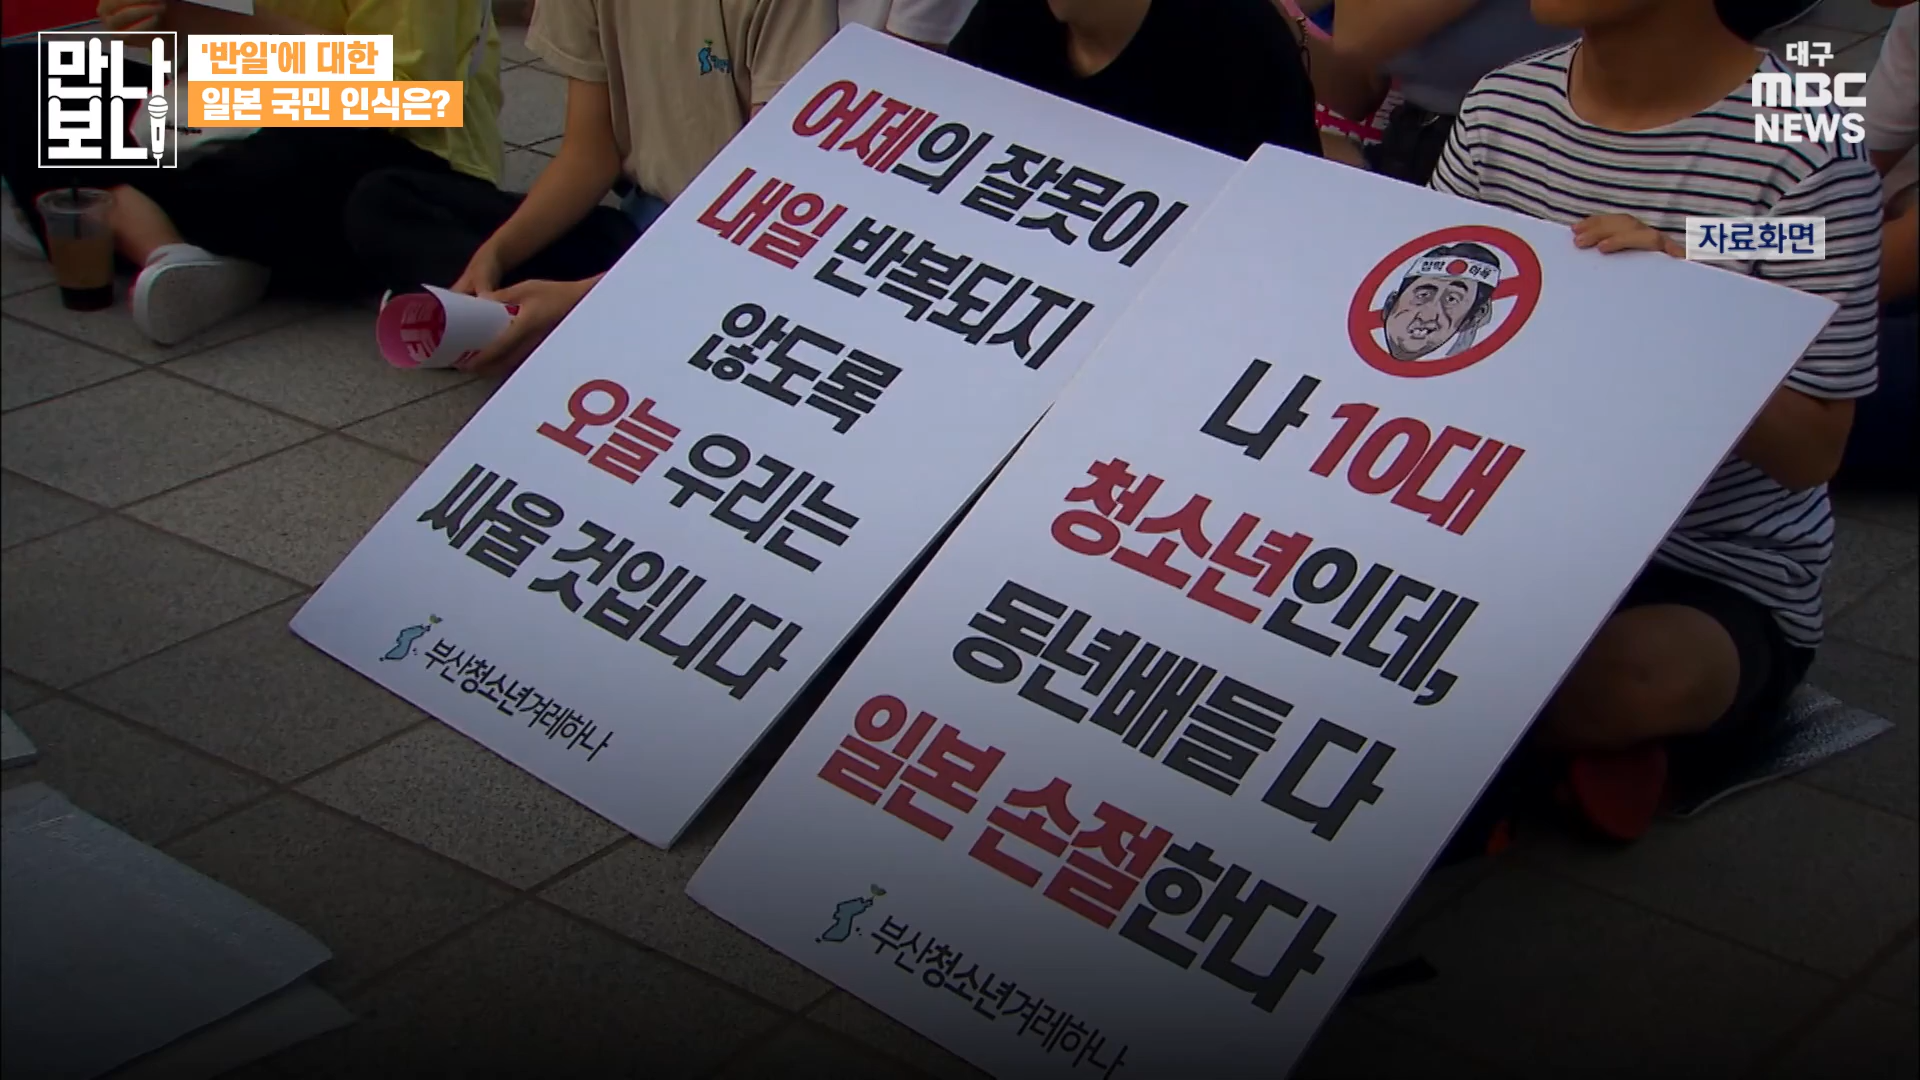 만나
보니
'반일'에 대한
일본 국민 인식은?
대구
MBC
NEWS
자료화면
어제의 잘못이
내일 반복되지
않도록
오늘 우리는
싸울 것입니다
부산청소년겨레하나
나 10대
청소년인데,
동년배들 다
일본 손절한다
부산청소년겨레하나